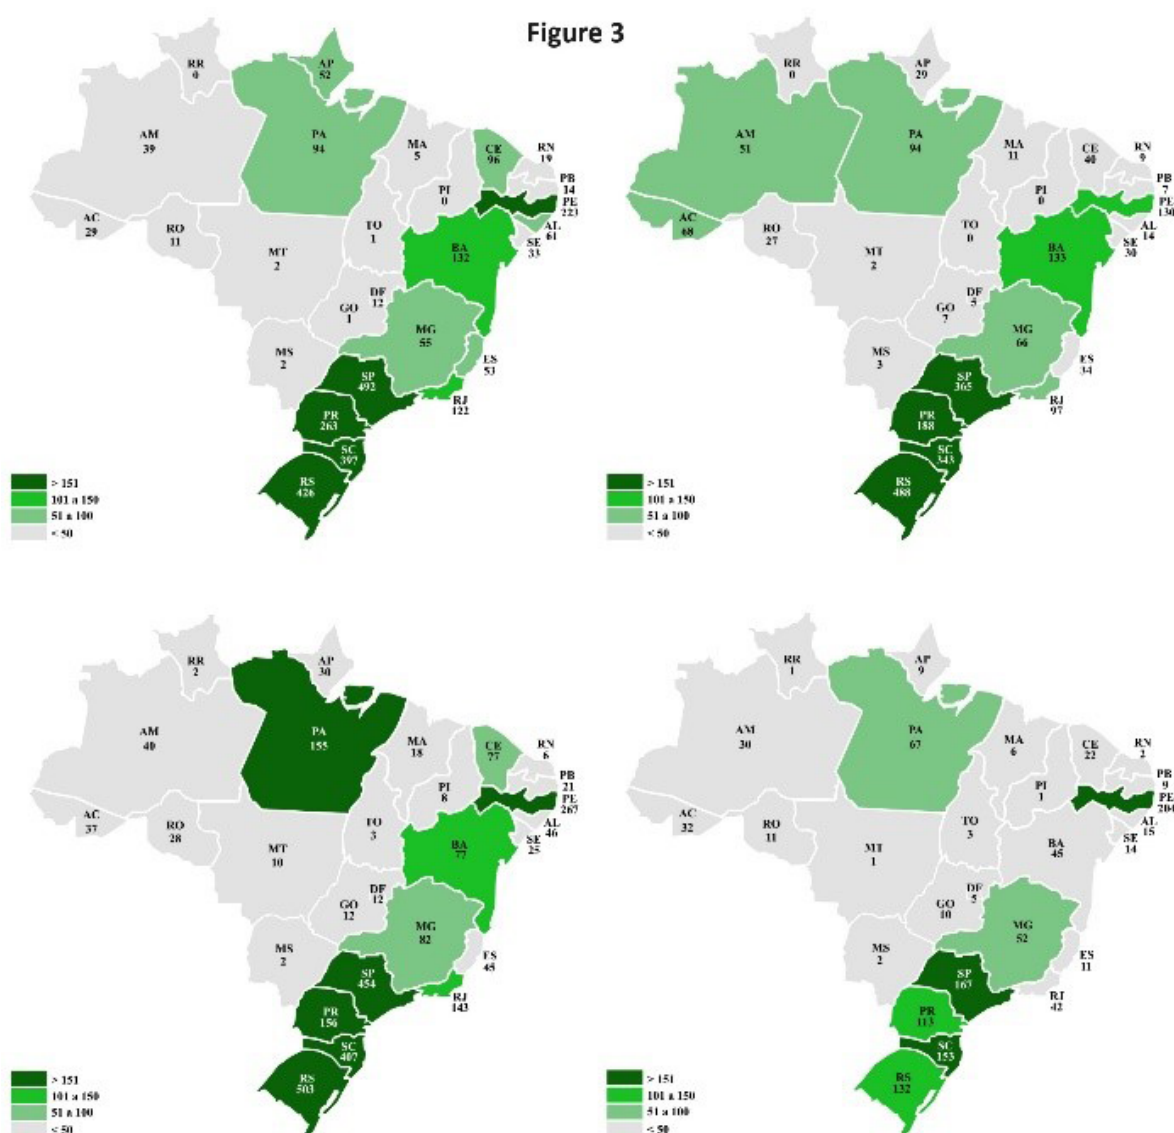 Figure 3
RR
0
AP
52
AM
39
PA
94
MA
5
CE
96
RN
19
PB
14
PE
223
AL
61
SE
33
PI
0
AC
29
RO
11
TO
1
MT
2
BA
132
DF
12
GO
1
MG
55
ES
53
MS
2
SP
492
RJ
122
PR
263
SC
397
RS
426
> 151
101 a 150
51 a 100
< 50
RR
0
AP
29
AM
51
PA
94
MA
11
CE
40
RN
9
PB
7
PE
130
AL
14
SE
30
PI
0
AC
68
RO
27
TO
0
MT
2
BA
133
DF
5
GO
7
MG
66
ES
34
MS
3
SP
365
RJ
97
PR
188
SC
343
RS
488
> 151
101 a 150
51 a 100
< 50
RR
2
AP
30
AM
40
PA
155
MA
18
CE
77
RN
6
PB
21
PE
267
AL
46
SE
25
PI
8
AC
37
RO
28
TO
3
MT
10
BA
77
DF
12
GO
12
MG
82
ES
45
MS
2
SP
454
RJ
143
PR
156
SC
407
RS
503
> 151
101 a 150
51 a 100
< 50
RR
1
AP
9
AM
30
PA
67
MA
6
CE
22
RN
2
PB
9
PE
204
AL
15
SE
14
PI
1
AC
32
RO
11
TO
3
MT
1
BA
45
DF
5
GO
10
MG
52
ES
11
MS
2
SP
167
RJ
42
PR
113
SC
153
RS
132
> 151
101 a 150
51 a 100
< 50